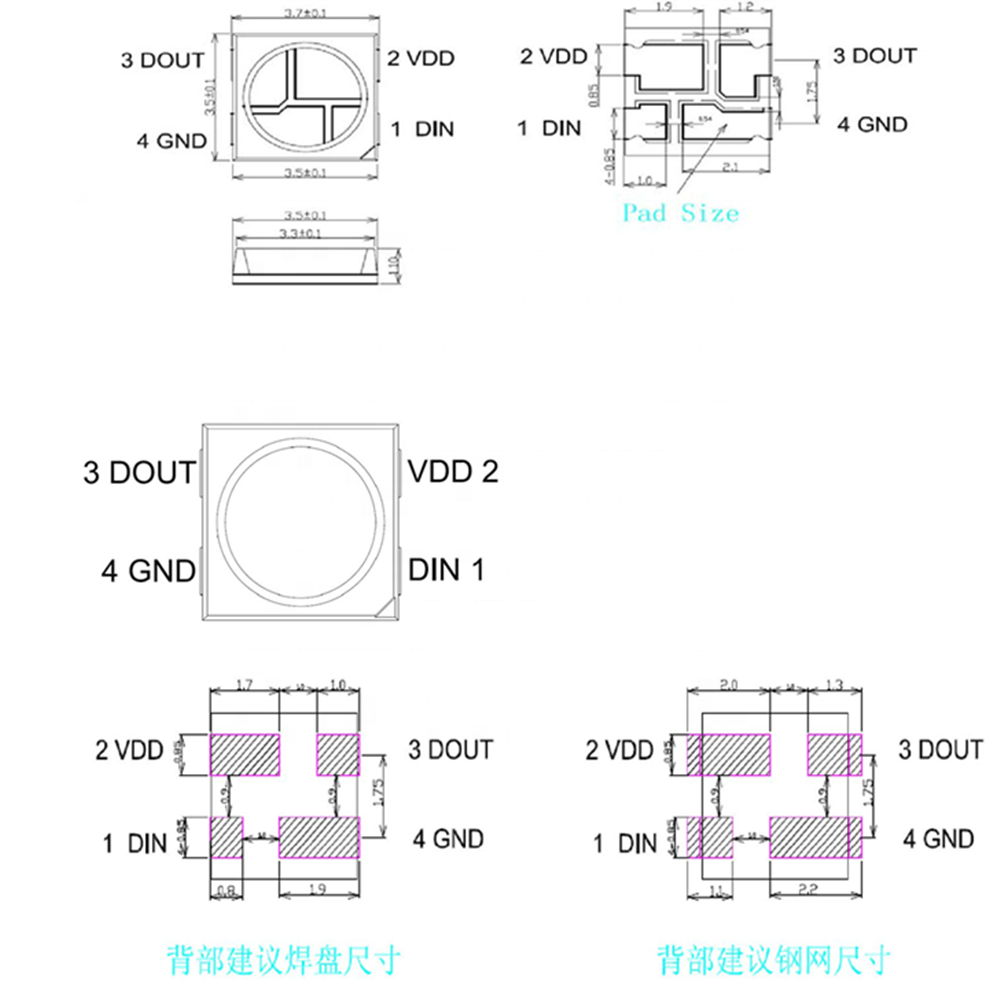 3.7±0.1
3 DOUT
2 VDD
3.5±0.1
4 GND
1 DIN
3.5±0.1
1.9
1.2
0.54
2 VDD
3 DOUT
0.85
1.75
1 DIN
0.54
4 GND
4-0.85
1.0
2.1
Pad Size
3.5±0.1
3.3±0.1
1.10
3 DOUT
VDD 2
4 GND
DIN 1
1.7
1.0
2 VDD
0.85
3 DOUT
0.9
0.9
1.75
1 DIN
4-0.85
4 GND
0.8
1.9
背部建议焊盘尺寸
2.0
1.3
2 VDD
0.85
3 DOUT
0.9
0.9
1.75
1 DIN
4-0.85
4 GND
1.1
2.2
背部建议钢网尺寸